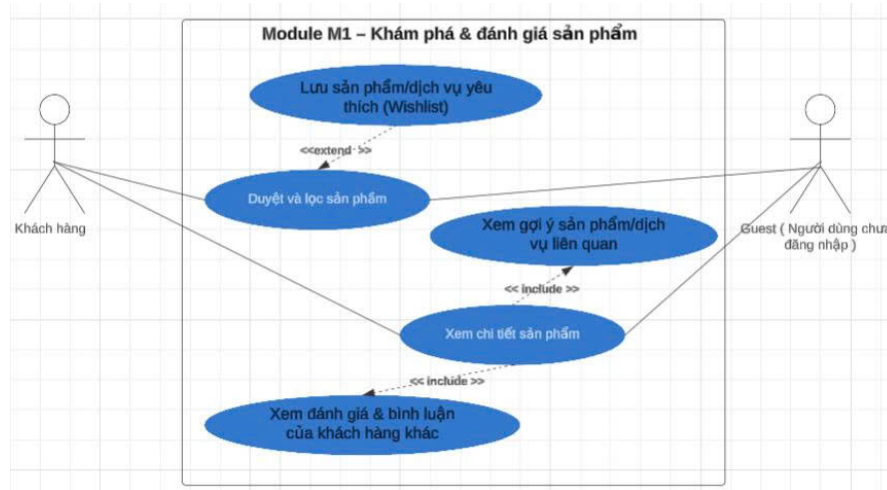 Module M1 – Khám phá & đánh giá sản phẩm
Lưu sản phẩm/dịch vụ yêu
thích (Wishlist)
<<extend >>
Duyệt và lọc sản phẩm
Khách hàng
Xem gợi ý sản phẩm/dịch
vụ liên quan
Guest ( Người dùng chưa
đăng nhập )
<< include >>
Xem chi tiết sản phẩm
<< include >>
Xem đánh giá & bình luận
của khách hàng khác